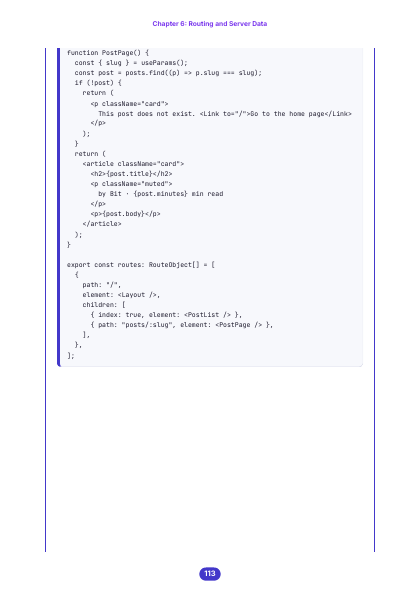 Chapter 6: Routing and Server Data
function PostPage() {
  const { slug } = useParams();
  const post = posts.find((p) => p.slug === slug);
  if (!post) {
    return (
      <p className="card">
        This post does not exist. <Link to="/">Go to the home page</Link>
      </p>
    );
  }
  return (
    <article className="card">
      <h2>{post.title}</h2>
      <p className="muted">
        by Bit · {post.minutes} min read
      </p>
      <p>{post.body}</p>
    </article>
  );
}
export const routes: RouteObject[] = [
  {
    path: "/",
    element: <Layout />,
    children: [
      { index: true, element: <PostList /> },
      { path: "posts/:slug", element: <PostPage /> },
    ],
  },
];
113